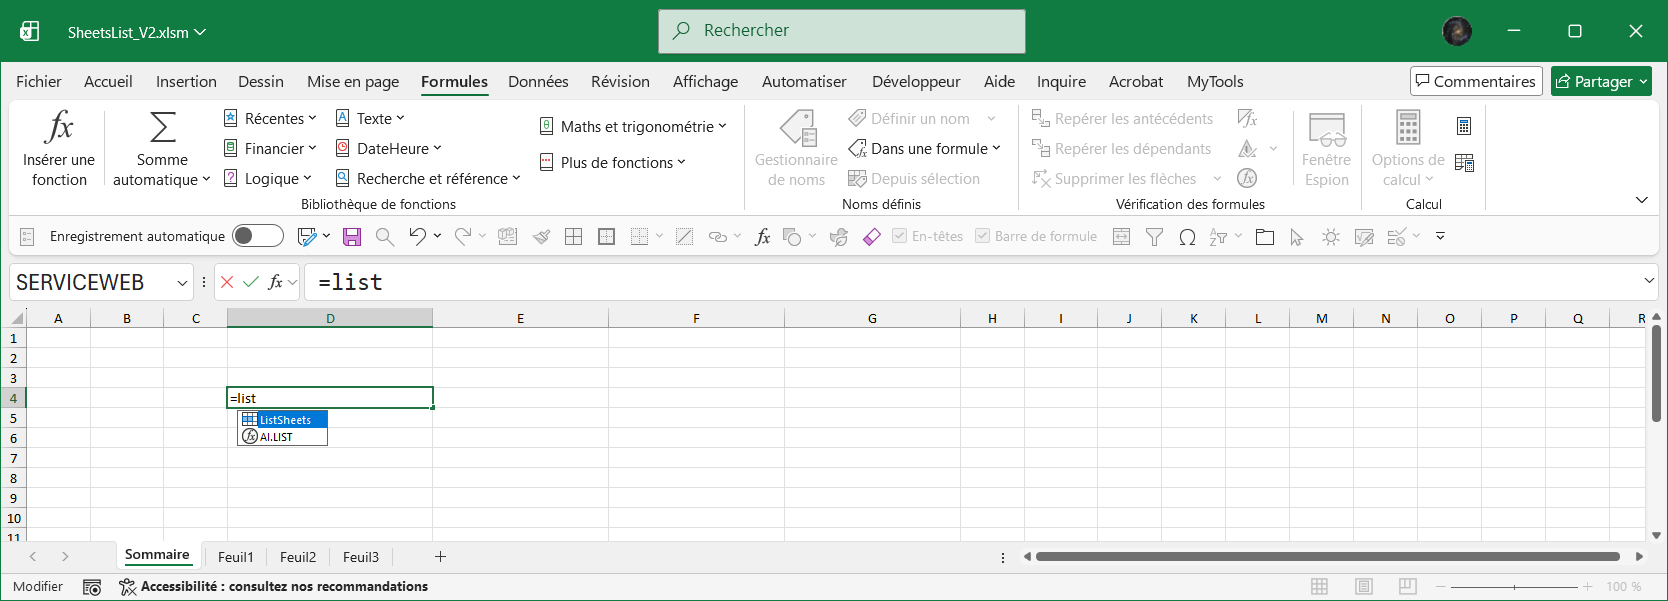 SheetsList_V2.xlsm
Rechercher
Fichier Accueil Insertion Dessin Mise en page Formules Données Révision Affichage Automatiser Développeur Aide Inquire Acrobat MyTools
Commentaires Partager
Insérer une fonction
Somme automatique
Récentes
Financier
Logique
Texte
DateHeure
Recherche et référence
Maths et trigonométrie
Plus de fonctions
Bibliothèque de fonctions
Gestionnaire de noms
Définir un nom
Dans une formule
Depuis sélection
Noms définis
Repérer les antécédents
Repérer les dépendants
Supprimer les flèches
Vérification des formules
Fenêtre Espion
Options de calcul
Calcul
Enregistrement automatique En-têtes Barre de formule
SERVICEWEB fx =list
A B C D E F G H I J K L M N O P Q R
1
2
3
4 =list
5 ListSheets
6 AI.LIST
7
8
9
10
11
Sommaire Feuil1 Feuil2 Feuil3
Modifier Accessibilité : consultez nos recommandations 100 %